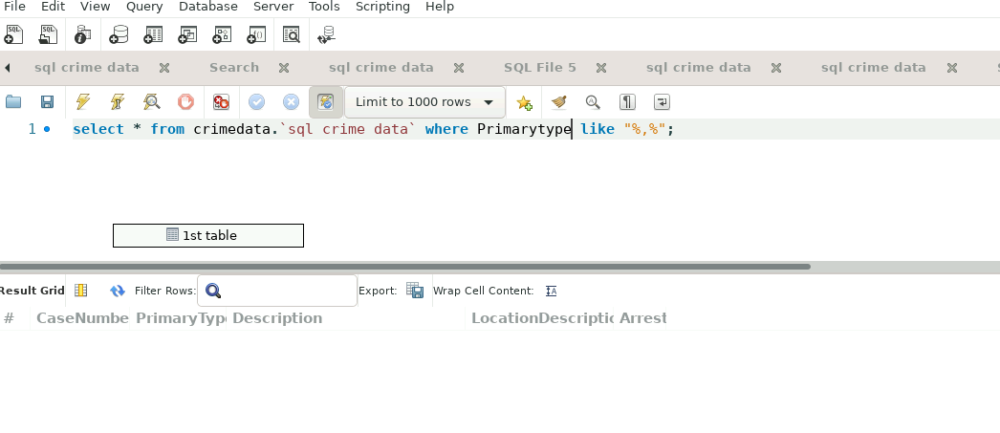 File Edit View Query Database Server Tools Scripting Help
sql crime data Search sql crime data SQL File 5 sql crime data sql crime data
Limit to 1000 rows
1 select * from crimedata.`sql crime data` where Primarytype like "%,%";
1st table
Result Grid Filter Rows: Export: Wrap Cell Content:
# CaseNumbe PrimaryType Description LocationDescriptic Arrest